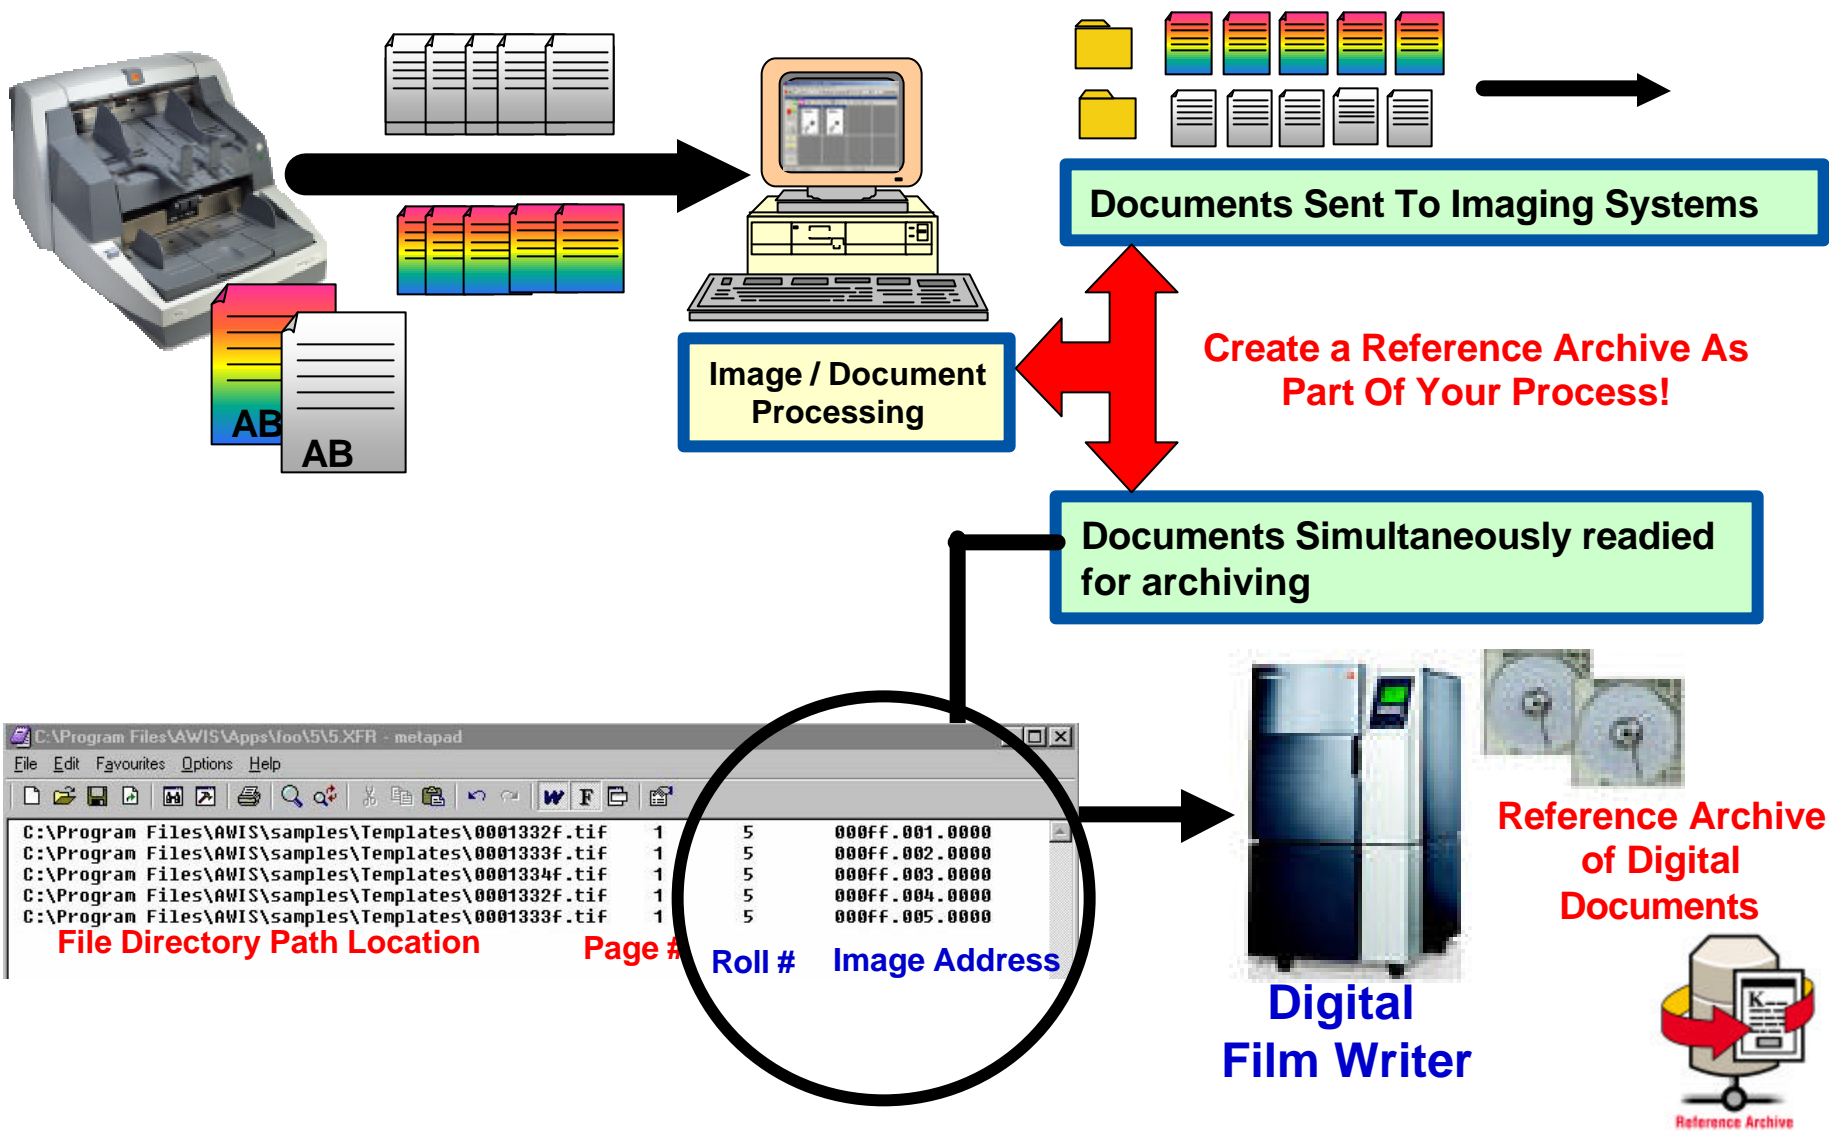 Documents Sent To Imaging Systems
AB
AB
Image / Document
Processing
Create a Reference Archive As
Part Of Your Process!
Documents Simultaneously readied
for archiving
C:\Program Files\AWIS\Apps\foo\5\5.XFR - metapad
File Edit Favourites Options Help
C:\Program Files\AWIS\samples\Templates\0001332f.tif 1 5 000ff.001.0000
C:\Program Files\AWIS\samples\Templates\0001333f.tif 1 5 000ff.002.0000
C:\Program Files\AWIS\samples\Templates\0001334f.tif 1 5 000ff.003.0000
C:\Program Files\AWIS\samples\Templates\0001332f.tif 1 5 000ff.004.0000
C:\Program Files\AWIS\samples\Templates\0001333f.tif 1 5 000ff.005.0000
File Directory Path Location Page # Roll # Image Address
Digital
Film Writer
Reference Archive
of Digital
Documents
K
Reference Archive